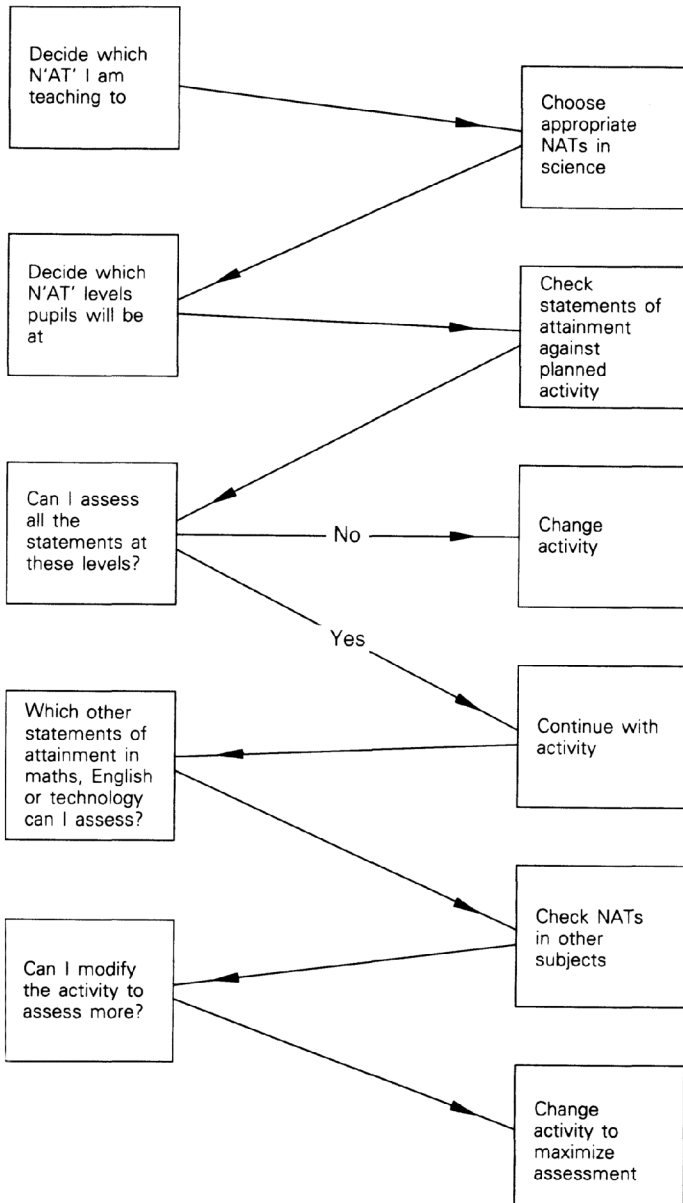 Decide which
N'AT' I am
teaching to
Choose
appropriate
NATs in
science
Decide which
N'AT' levels
pupils will be
at
Check
statements of
attainment
against
planned
activity
Can I assess
all the
statements at
these levels?
No
Change
activity
Yes
Which other
statements of
attainment in
maths, English
or technology
can I assess?
Continue with
activity
Check NATs
in other
subjects
Can I modify
the activity to
assess more?
Change
activity to
maximize
assessment